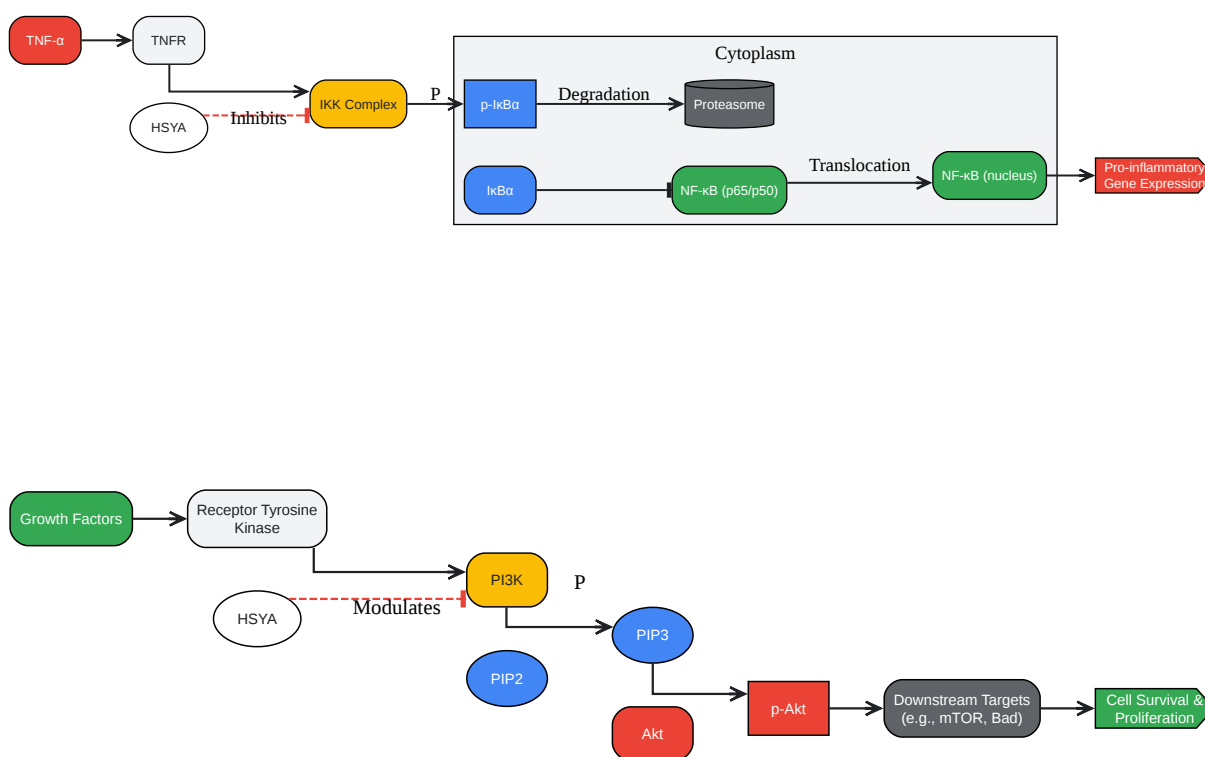 TNF-α
TNFR
HSYA
Inhibits
IKK Complex
P
Cytoplasm
p-IκBα
Degradation
Proteasome
IκBα
NF-κB (p65/p50)
Translocation
NF-κB (nucleus)
Pro-inflammatory
Gene Expression
Growth Factors
Receptor Tyrosine
Kinase
HSYA
Modulates
PI3K
P
PIP2
PIP3
Akt
p-Akt
Downstream Targets
(e.g., mTOR, Bad)
Cell Survival &
Proliferation